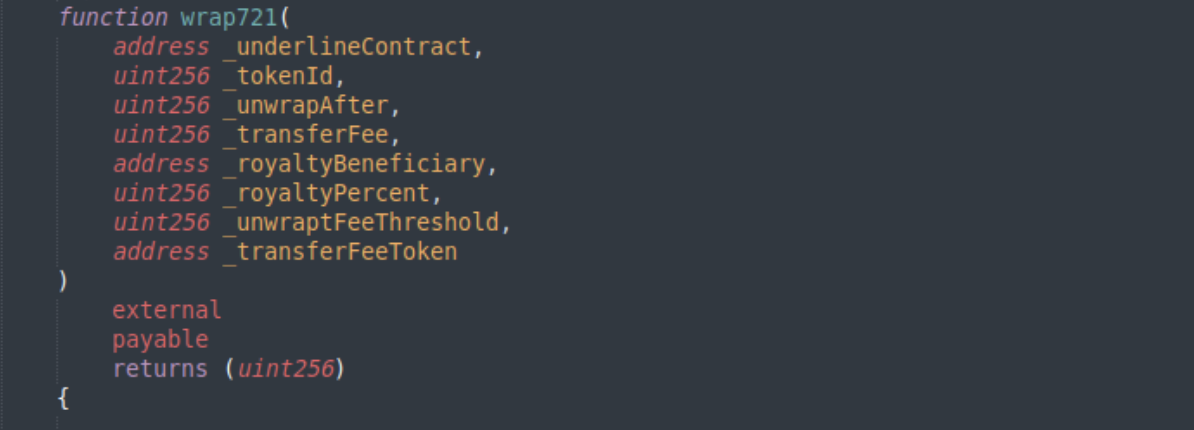 function wrap721(
address _underlineContract,
uint256 _tokenId,
uint256 _unwrapAfter,
uint256 _transferFee,
address _royaltyBeneficiary,
uint256 _royaltyPercent,
uint256 _unwraptFeeThreshold,
address _transferFeeToken
)
external
payable
returns (uint256)
{